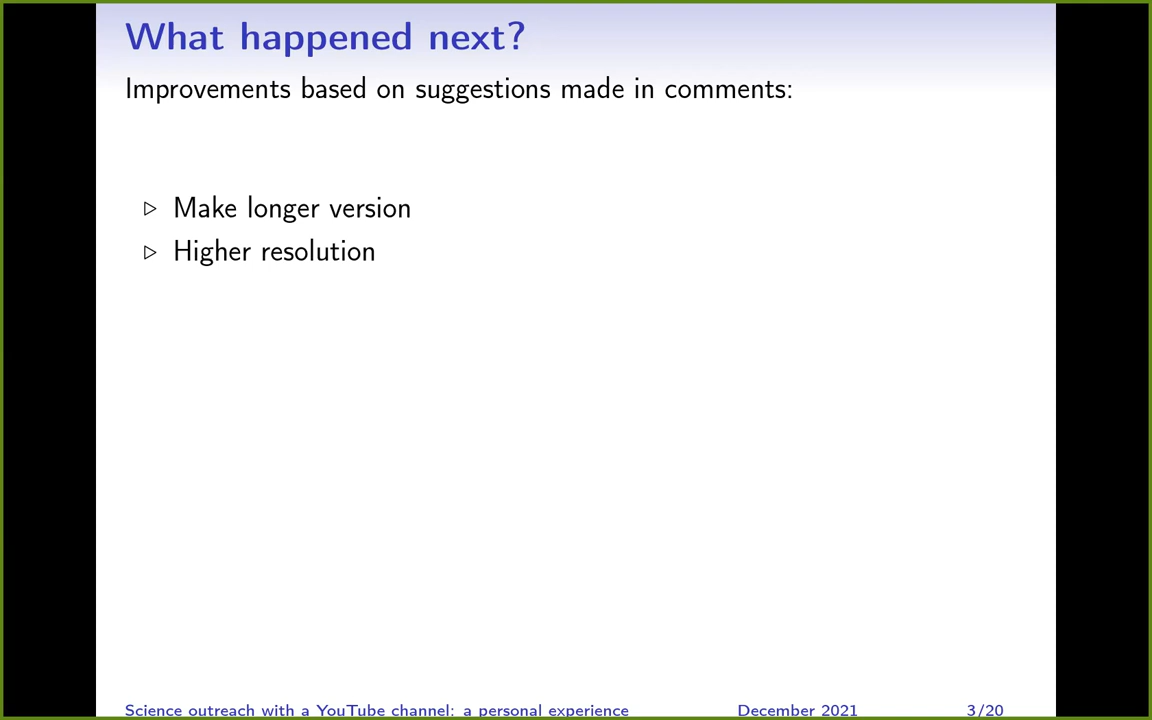 What happened next?
Improvements based on suggestions made in comments:
▷ Make longer version
▷ Higher resolution
Science outreach with a YouTube channel: a personal experience December 2021 3/20